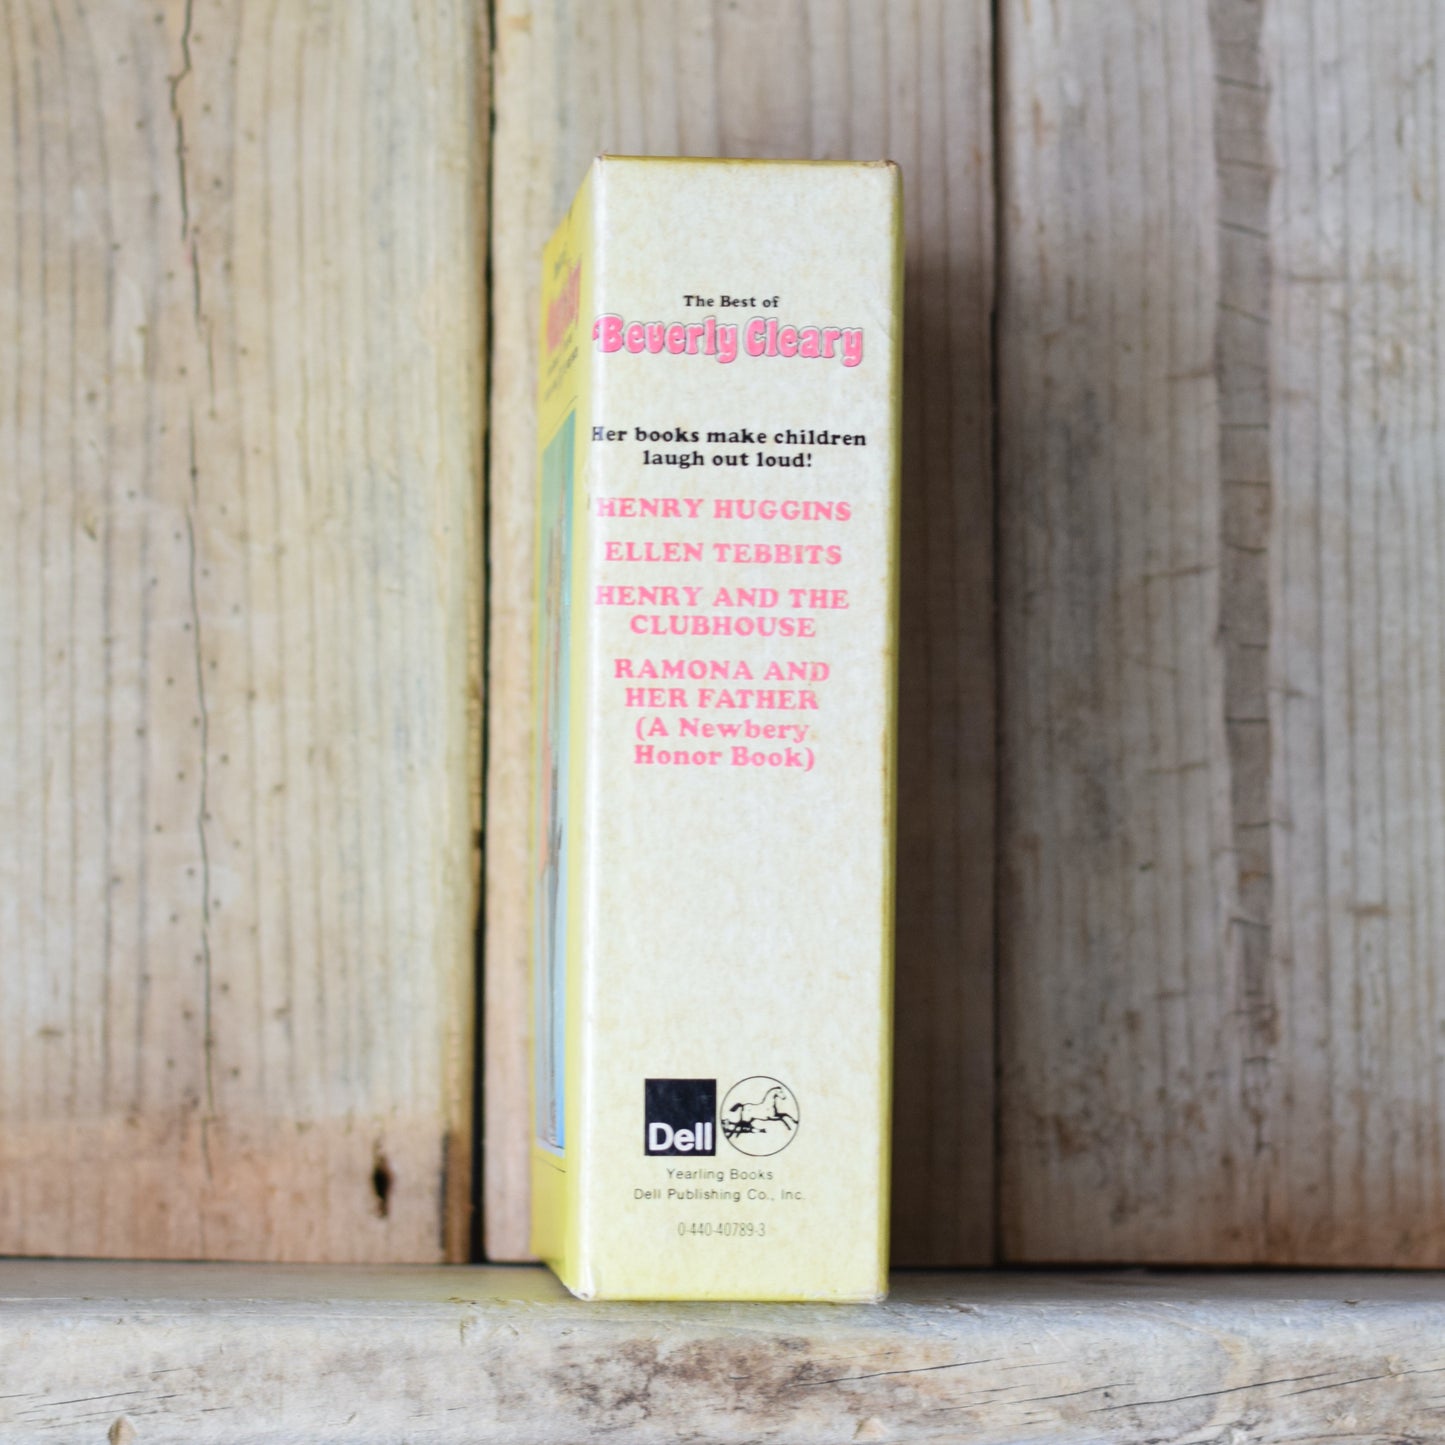 The Best of
Beverly Cleary
Her books make children
laugh out loud!
HENRY HUGGINS
ELLEN TEBBITS
HENRY AND THE
CLUBHOUSE
RAMONA AND
HER FATHER
(A Newbery
Honor Book)
Dell
Yearling Books
Dell Publishing Co., Inc.
0-440-40789-3